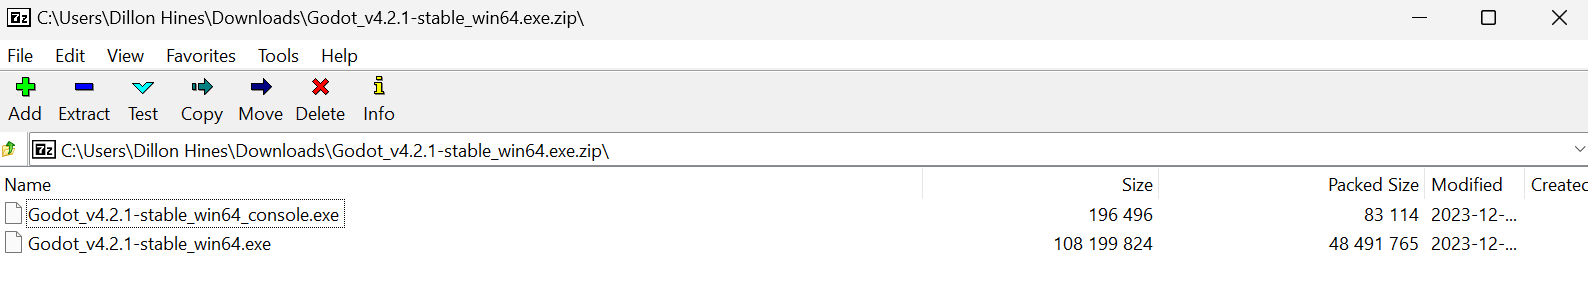 7z C:\Users\Dillon Hines\Downloads\Godot_v4.2.1-stable_win64.exe.zip\
File Edit View Favorites Tools Help
Add Extract Test Copy Move Delete Info
7z C:\Users\Dillon Hines\Downloads\Godot_v4.2.1-stable_win64.exe.zip\
Name Size Packed Size Modified Created
Godot_v4.2.1-stable_win64_console.exe 196 496 83 114 2023-12-...
Godot_v4.2.1-stable_win64.exe 108 199 824 48 491 765 2023-12-...